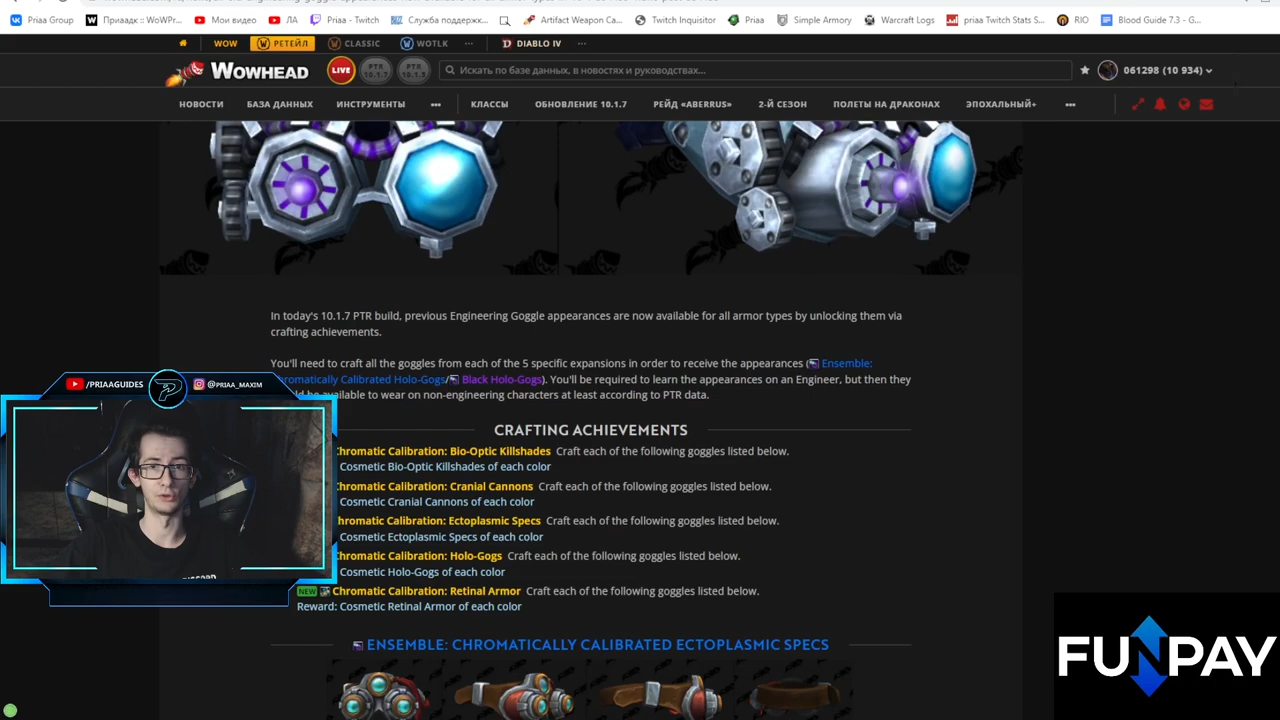 Priaa Group
Приаадк :: WoWPr...
Мои видео
ЛА
Priaa - Twitch
Служба поддержк...
Artifact Weapon Ca...
Twitch Inquisitor
Priaa
Simple Armory
Warcraft Logs
priaa Twitch Stats S...
RIO
Blood Guide 7.3 - G...
WOW
РЕТЕЙЛ
CLASSIC
WOTLK
DIABLO IV
WOWHEAD
LIVE
PTR 10.1.7
PTR 10.1.5
Искать по базе данных, в новостях и руководствах...
061298 (10 934)
НОВОСТИ
БАЗА ДАННЫХ
ИНСТРУМЕНТЫ
КЛАССЫ
ОБНОВЛЕНИЕ 10.1.7
РЕЙД «ABERRUS»
2-Й СЕЗОН
ПОЛЕТЫ НА ДРАКОНАХ
ЭПОХАЛЬНЫЙ+
In today's 10.1.7 PTR build, previous Engineering Goggle appearances are now available for all armor types by unlocking them via
crafting achievements.
You'll need to craft all the goggles from each of the 5 specific expansions in order to receive the appearances ( Ensemble:
hromatically Calibrated Holo-Gogs/ Black Holo-Gogs). You'll be required to learn the appearances on an Engineer, but then they
be available to wear on non-engineering characters at least according to PTR data.
CRAFTING ACHIEVEMENTS
Chromatic Calibration: Bio-Optic Killshades Craft each of the following goggles listed below.
Cosmetic Bio-Optic Killshades of each color
Chromatic Calibration: Cranial Cannons Craft each of the following goggles listed below.
Cosmetic Cranial Cannons of each color
hromatic Calibration: Ectoplasmic Specs Craft each of the following goggles listed below.
Cosmetic Ectoplasmic Specs of each color
Chromatic Calibration: Holo-Gogs Craft each of the following goggles listed below.
Cosmetic Holo-Gogs of each color
NEW Chromatic Calibration: Retinal Armor Craft each of the following goggles listed below.
Reward: Cosmetic Retinal Armor of each color
ENSEMBLE: CHROMATICALLY CALIBRATED ECTOPLASMIC SPECS
/PRIAAGUIDES
@PRIAA_MAXIM
FUNPAY